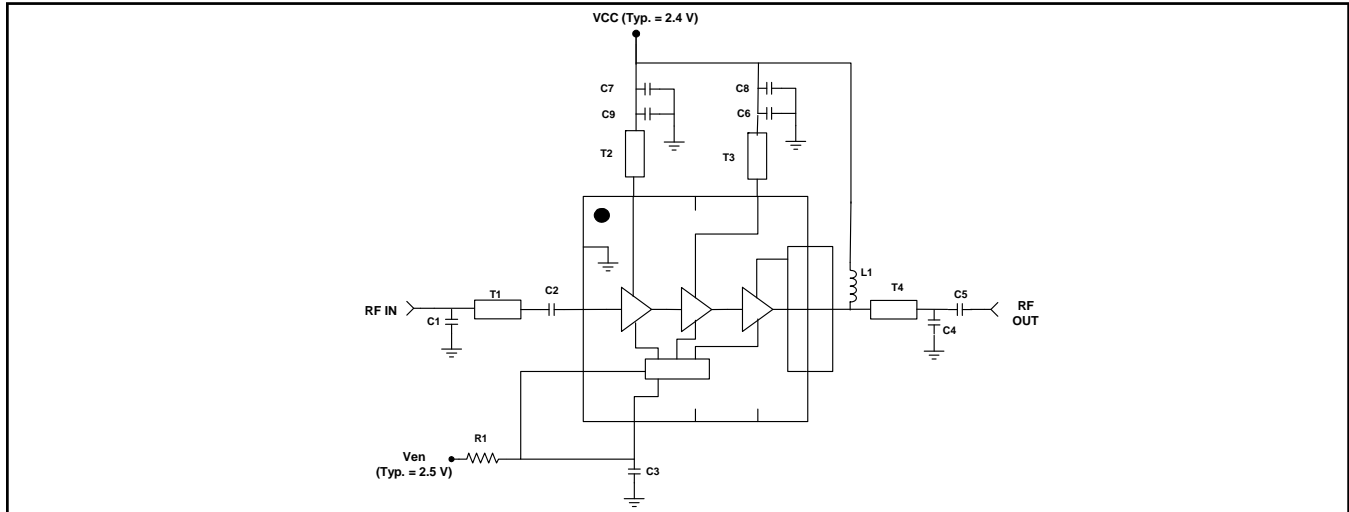 VCC (Typ. = 2.4 V)
C7
C8
C9
C6
T2
T3
L1
RF IN
C1
T1
C2
T4
C5
C4
RF
OUT
R1
Ven
(Typ. = 2.5 V)
C3